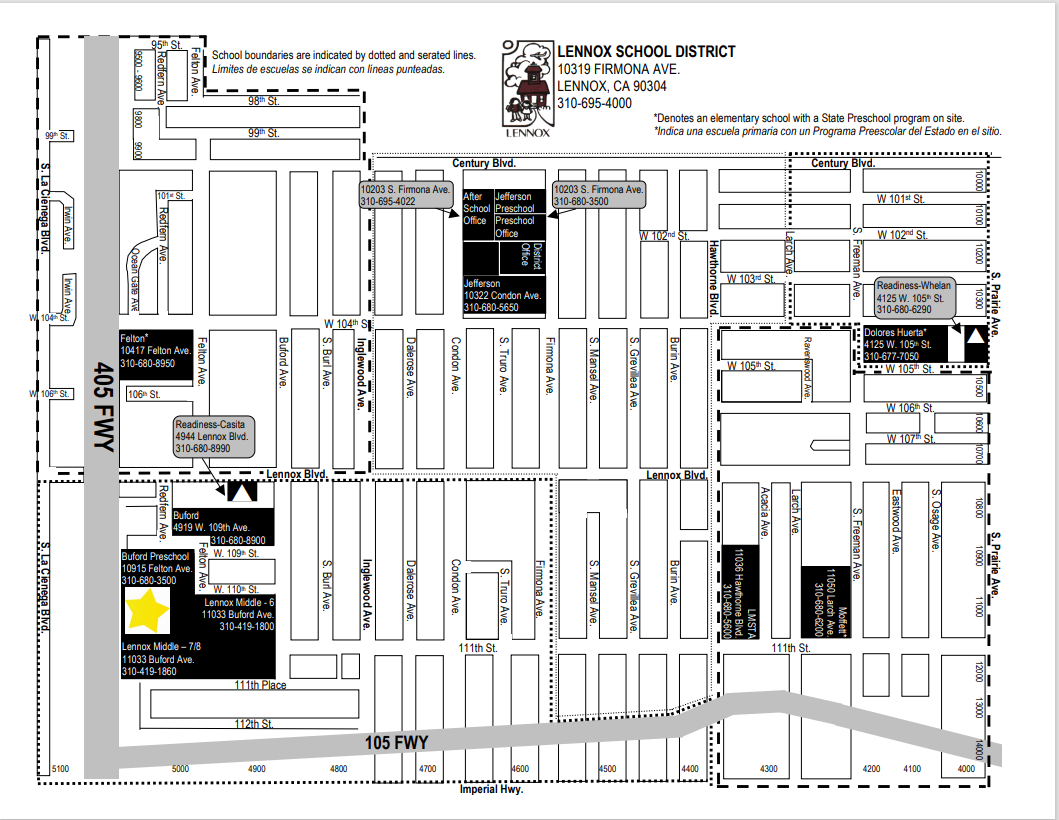 95th St.
Felton Ave.
Redfern Ave.
9500 - 9600
School boundaries are indicated by dotted and serated lines.
Limites de escuelas se indican con lineas punteadas.
LENNOX
LENNOX SCHOOL DISTRICT
10319 FIRMONA AVE.
LENNOX, CA 90304
310-695-4000
*Denotes an elementary school with a State Preschool program on site.
*Indica una escuela primaria con un Programa Preescolar del Estado en el sitio.
98th St.
9800
99th St.
99th St.
9900
Century Blvd.
Century Blvd.
S. La Cienega Blvd.
Irwin Ave.
Irwin Ave.
101st St.
Redfern Ave.
Ocean Gate Av
10203 S. Firmona Ave.
310-695-4022
After
School
Office
Jefferson
Preschool
Preschool
Office
District
Office
10203 S. Firmona Ave.
310-680-3500
Jefferson
10322 Condon Ave.
310-680-5650
W 101st St.
W 102nd St.
W 102nd St.
W 103rd St.
Hawthorne Blvd.
Larch Ave.
S. Freeman Ave.
10000
10100
10200
10300
S. Prairie Ave.
Readiness-Whelan
4125 W. 105th St.
310-680-6290
Dolores Huerta*
4125 W. 105th St.
310-677-7050
W 104th St.
W 104th S
Felton*
10417 Felton Ave.
310-680-8950
405 FWY
Felton Ave.
Buford Ave.
S. Burl Ave.
Inglewood Ave.
Dalerose Ave.
Condon Ave.
S. Truro Ave.
Firmona Ave.
S. Mansel Ave.
S. Grevillea Ave.
Burin Ave.
Ravenswood Ave.
W 105th St.
W 105th St.
10500
W 106th St.
106th St.
W 106th St.
10600
W 107th St.
10700
Readiness-Casita
4944 Lennox Blvd.
310-680-8990
Lennox Blvd.
Lennox Blvd.
S. La Cienega Blvd.
Redfern Ave.
Buford
4919 W. 109th Ave.
310-680-8900
Buford Preschool
10915 Felton Ave.
310-680-3500
Felton Ave.
W. 109th St.
W. 110th St.
Lennox Middle - 6
11033 Buford Ave.
310-419-1800
Lennox Middle – 7/8
11033 Buford Ave.
310-419-1860
S. Burl Ave.
Inglewood Ave.
Dalerose Ave.
Condon Ave.
S. Truro Ave.
Firmona Ave.
S. Mansel Ave.
S. Grevillea Ave.
Burin Ave.
Acacia Ave.
Larch Ave.
S. Freeman Ave.
Eastwood Ave.
S. Osage Ave.
S. Prairie Ave.
10800
10900
11000
LMSTA
11036 Hawthorne Blvd.
310-680-5600
Moffett*
11050 Larch Ave.
310-680-6200
111th St.
111th St.
12000
13000
14000
111th Place
112th St.
105 FWY
5100
5000
4900
4800
4700
4600
4500
4400
4300
4200
4100
4000
Imperial Hwy.